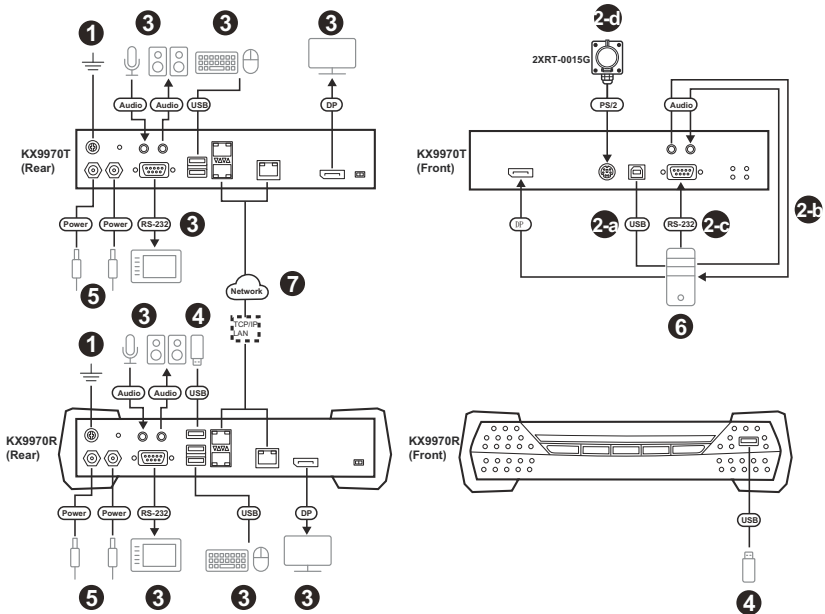 1 3 3 3
Audio Audio USB DP
KX9970T
(Rear)
Power Power RS-232 3
5
Network 7
TCP/IP
LAN
2-d
2XRT-0015G
PS/2 Audio
KX9970T
(Front)
DP 2-a USB RS-232 2-c 2-b
6
1 3 4
Audio Audio USB
KX9970R
(Rear)
Power Power RS-232 USB DP
5 3 3 3
KX9970R
(Front)
USB
4